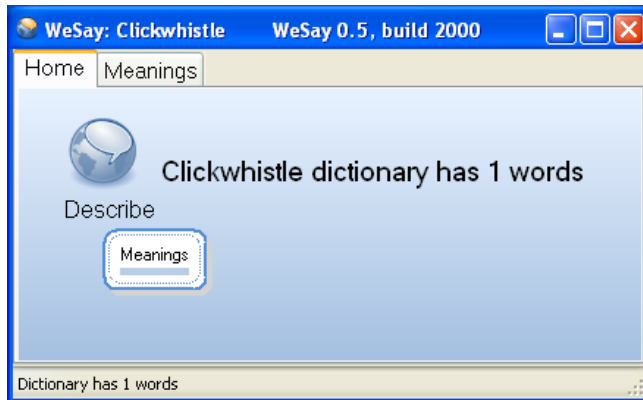 WeSay: Clickwhistle WeSay 0.5, build 2000
Home Meanings
Clickwhistle dictionary has 1 words
Describe
Meanings
Dictionary has 1 words